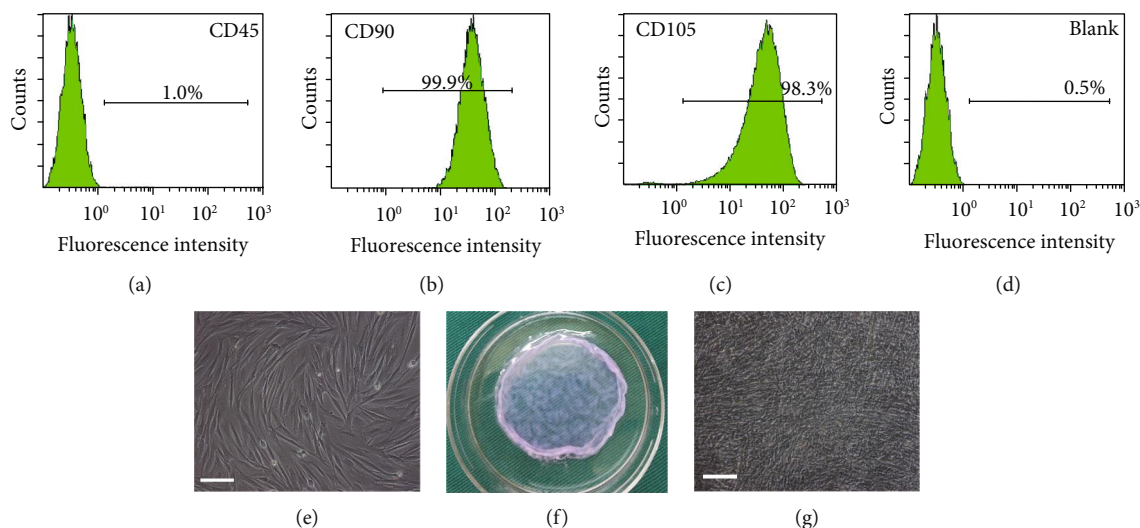 CD45
1.0%
Counts
10⁰ 10¹ 10² 10³
Fluorescence intensity
(a)
CD90
99.9%
Counts
10⁰ 10¹ 10² 10³
Fluorescence intensity
(b)
CD105
98.3%
Counts
10⁰ 10¹ 10² 10³
Fluorescence intensity
(c)
Blank
0.5%
Counts
10⁰ 10¹ 10² 10³
Fluorescence intensity
(d)
(e)
(f)
(g)